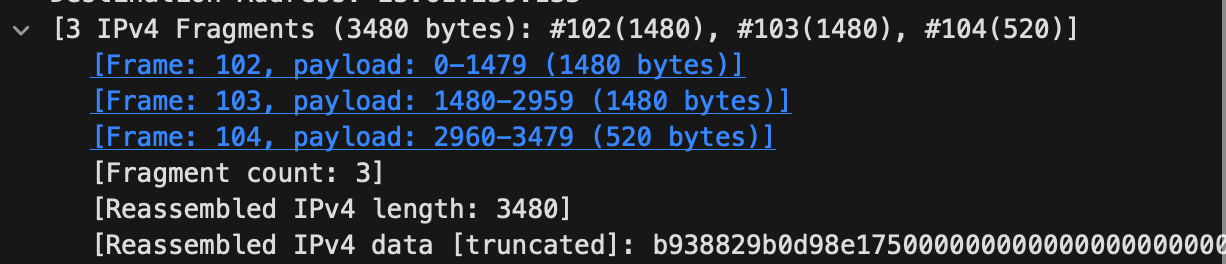 [3 IPv4 Fragments (3480 bytes): #102(1480), #103(1480), #104(520)]
[Frame: 102, payload: 0-1479 (1480 bytes)]
[Frame: 103, payload: 1480-2959 (1480 bytes)]
[Frame: 104, payload: 2960-3479 (520 bytes)]
[Fragment count: 3]
[Reassembled IPv4 length: 3480]
[Reassembled IPv4 data [truncated]: b938829b0d98e1750000000000000000000000